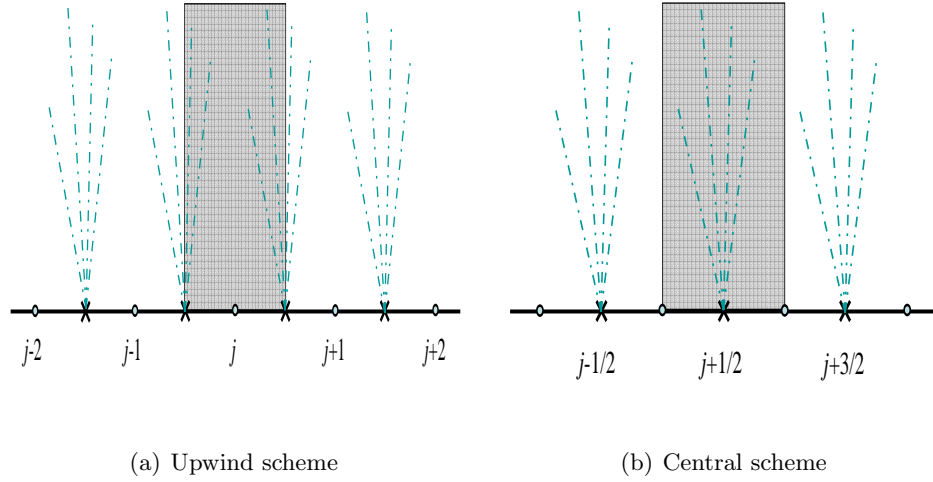 j-2 j-1 j j+1 j+2
j-1/2 j+1/2 j+3/2
(a) Upwind scheme
(b) Central scheme